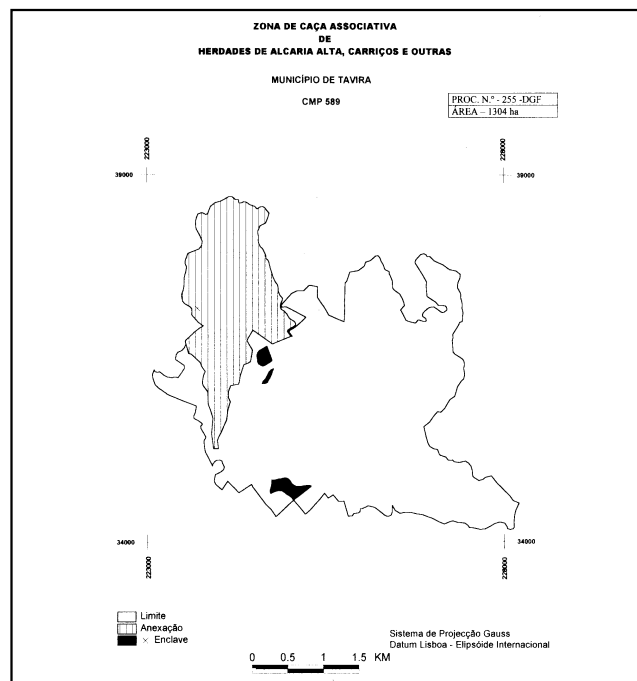 ZONA DE CAÇA ASSOCIATIVA
DE
HERDADES DE ALCARIA ALTA, CARRIÇOS E OUTRAS
MUNICÍPIO DE TAVIRA
CMP 589
PROC. N.º - 255 -DGF
ÁREA – 1304 ha
223000
228000
39000
39000
34000
34000
223000
228000
Limite
Anexação
× Enclave
Sistema de Projecção Gauss
Datum Lisboa - Elipsóide Internacional
0 0.5 1 1.5 KM